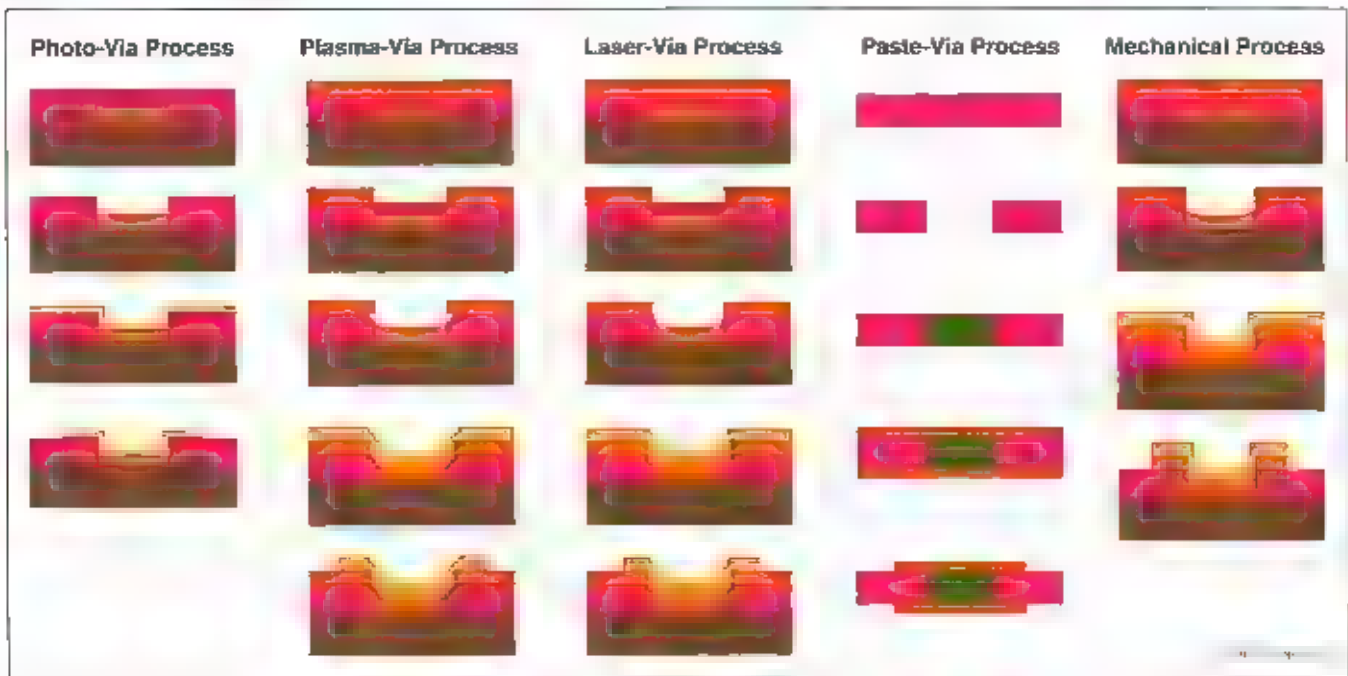 Photo-Via Process
Plasma-Via Process
Laser-Via Process
Paste-Via Process
Mechanical Process